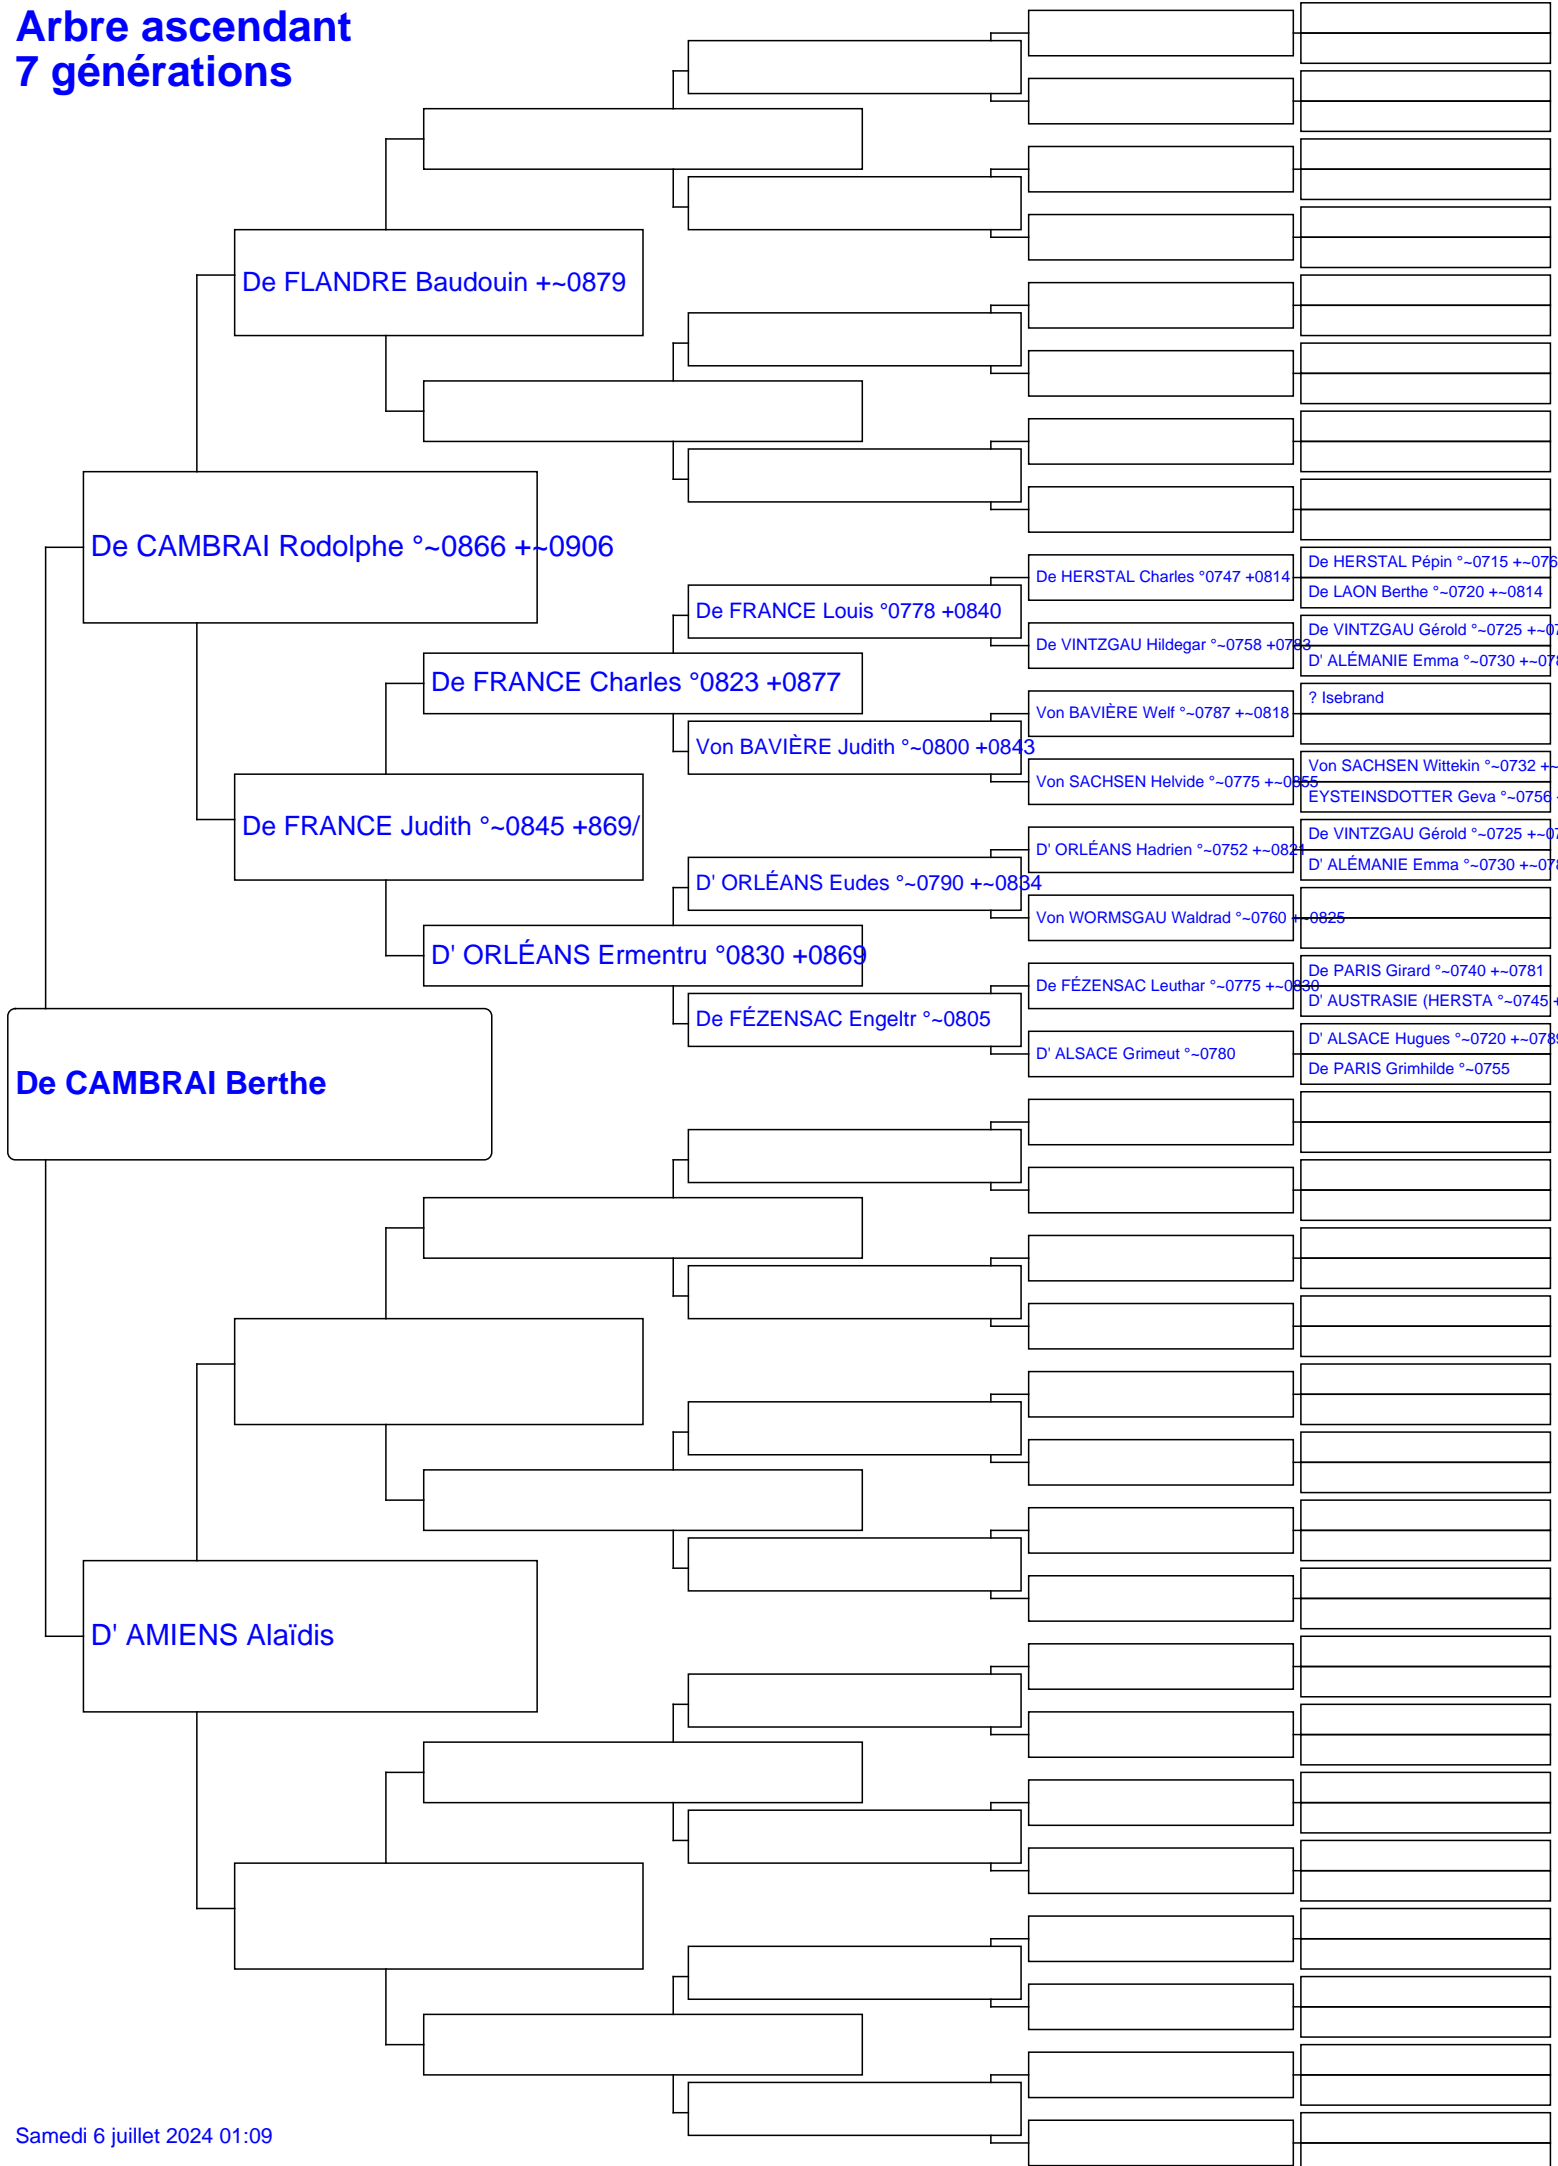 Arbre ascendant
7 générations
De FLANDRE Baudouin +~0879
De CAMBRAI Rodolphe °~0866 +~0906
De HERSTAL Charles °0747 +0814
De HERSTAL Pépin °~0715 +~076
De LAON Berthe °~0720 +~0814
De FRANCE Louis °0778 +0840
De VINTZGAU Hildegar °~0758 +0783
De VINTZGAU Gérold °~0725 +~07
D' ALÉMANIE Emma °~0730 +~078
De FRANCE Charles °0823 +0877
Von BAVIÈRE Welf °~0787 +~0818
? Isebrand
Von BAVIÈRE Judith °~0800 +0843
Von SACHSEN Helvide °~0775 +~0855
Von SACHSEN Wittekin °~0732 +~
EYSTEINSDOTTER Geva °~0756 +
De FRANCE Judith °~0845 +869/
D' ORLÉANS Hadrien °~0752 +~0821
De VINTZGAU Gérold °~0725 +~07
D' ALÉMANIE Emma °~0730 +~078
D' ORLÉANS Eudes °~0790 +~0834
Von WORMSGAU Waldrad °~0760 +~0825
D' ORLÉANS Ermentru °0830 +0869
De FÉZENSAC Leuthar °~0775 +~0830
De PARIS Girard °~0740 +~0781
D' AUSTRASIE (HERSTA °~0745 +
De FÉZENSAC Engeltr °~0805
D' ALSACE Grimeut °~0780
D' ALSACE Hugues °~0720 +~0789
De PARIS Grimhilde °~0755
De CAMBRAI Berthe
D' AMIENS Alaïdis
Samedi 6 juillet 2024 01:09